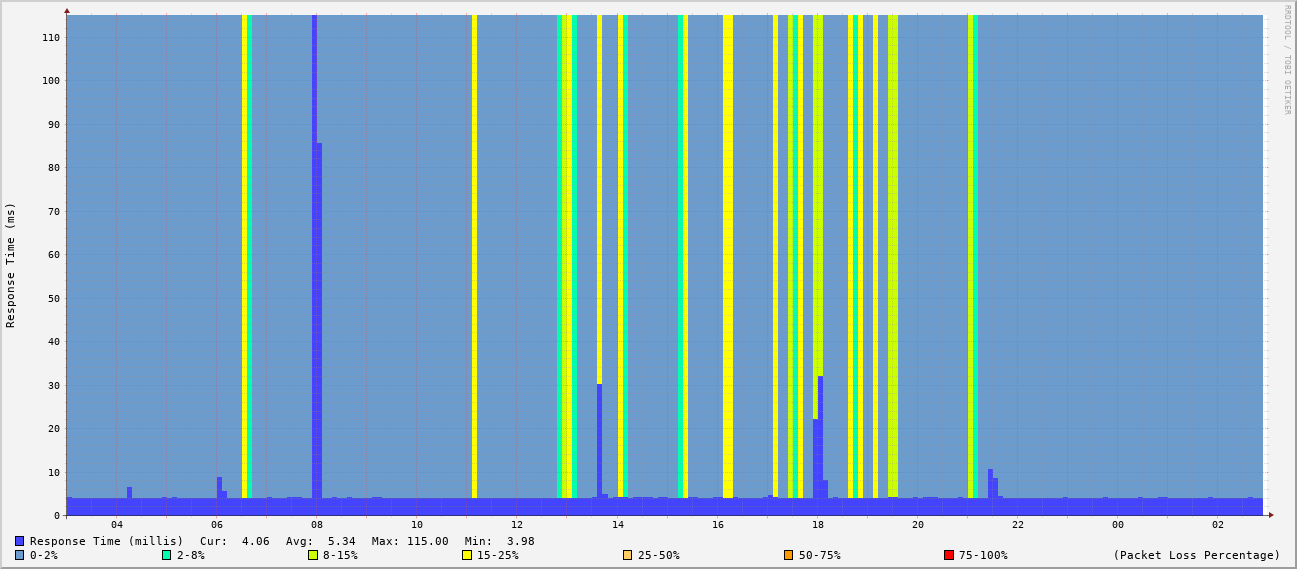 RRDTOOL / TOBI OETIKER
Response Time (ms)
110
100
90
80
70
60
50
40
30
20
10
0
04 06 08 10 12 14 16 18 20 22 00 02
Response Time (millis) Cur: 4.06 Avg: 5.34 Max: 115.00 Min: 3.98
0-2% 2-8% 8-15% 15-25% 25-50% 50-75% 75-100% (Packet Loss Percentage)